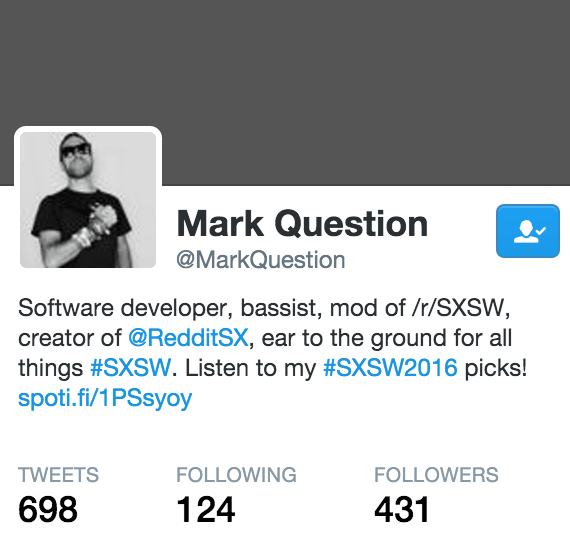 Mark Question
@MarkQuestion
Software developer, bassist, mod of /r/SXSW,
creator of @RedditSX, ear to the ground for all
things #SXSW. Listen to my #SXSW2016 picks!
spoti.fi/1PSsyoy
TWEETS FOLLOWING FOLLOWERS
698 124 431